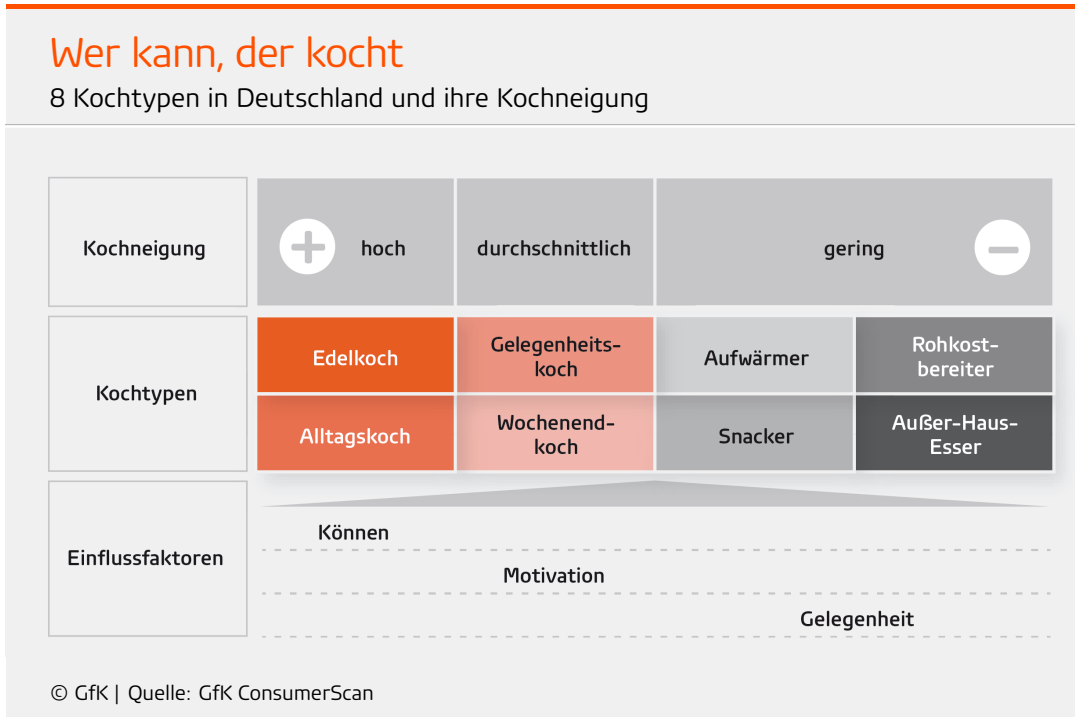 Wer kann, der kocht
8 Kochtypen in Deutschland und ihre Kochneigung
Kochneigung
hoch
durchschnittlich
gering
Kochtypen
Edelkoch
Gelegenheits-
koch
Aufwärmer
Rohkost-
bereiter
Alltagskoch
Wochenend-
koch
Snacker
Außer-Haus-
Esser
Einflussfaktoren
Können
Motivation
Gelegenheit
© GfK | Quelle: GfK ConsumerScan